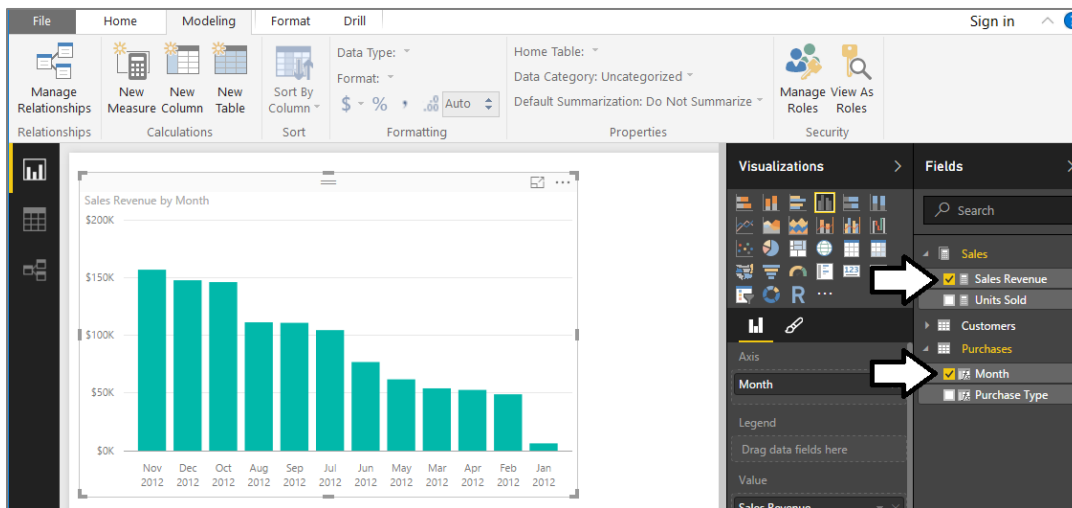 File Home Modeling Format Drill Sign in
Data Type:
Home Table:
Format:
Data Category: Uncategorized
$ % , .00 Auto
Default Summarization: Do Not Summarize
Manage Relationships
New Measure
New Column
New Table
Sort By Column
Manage Roles
View As Roles
Relationships Calculations Sort Formatting Properties Security
Sales Revenue by Month
$200K
$150K
$100K
$50K
$0K
Nov Dec Oct Aug Sep Jul Jun May Mar Apr Feb Jan
2012 2012 2012 2012 2012 2012 2012 2012 2012 2012 2012 2012
Visualizations
123
R ...
Axis
Month
Legend
Drag data fields here
Value
Sales Revenue
Fields
Search
Sales
Sales Revenue
Units Sold
Customers
Purchases
Month
Purchase Type